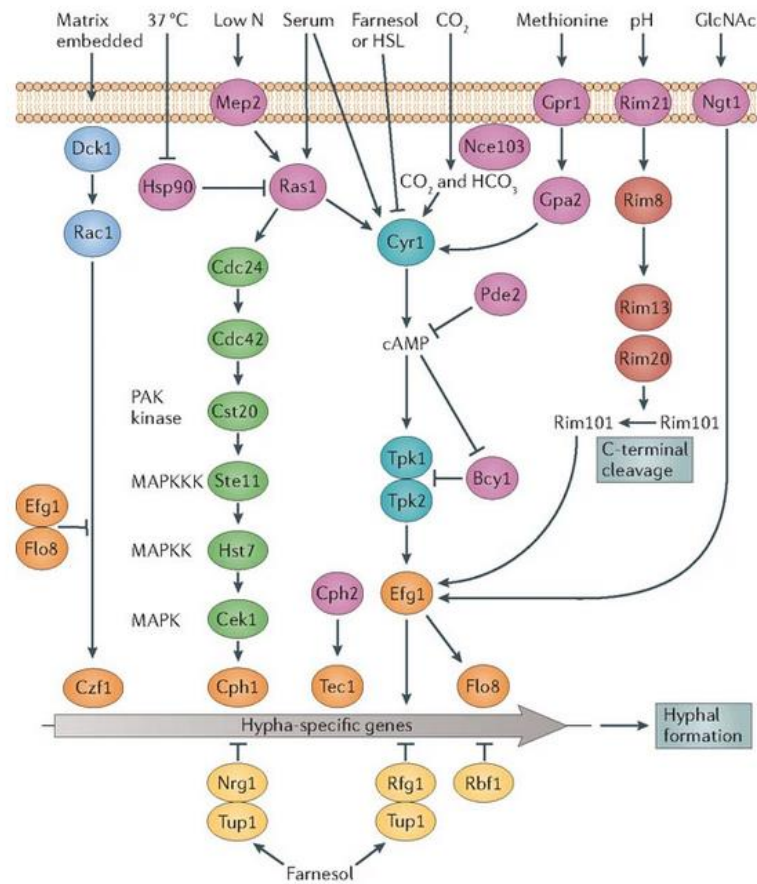 Matrix embedded
37 °C
Low N
Serum
Farnesol or HSL
CO2
Methionine
pH
GlcNAc
Mep2
Gpr1
Rim21
Ngt1
Dck1
Nce103
Hsp90
Ras1
CO2 and HCO3
Gpa2
Rim8
Rac1
Cyr1
Cdc24
Pde2
Rim13
Cdc42
cAMP
Rim20
PAK kinase
Cst20
Rim101
Rim101
C-terminal cleavage
Tpk1
Bcy1
MAPKKK
Ste11
Tpk2
Efg1
Flo8
MAPKK
Hst7
Cph2
Efg1
MAPK
Cek1
Czf1
Cph1
Tec1
Flo8
Hypha-specific genes
Hyphal formation
Nrg1
Rfg1
Rbf1
Tup1
Tup1
Farnesol